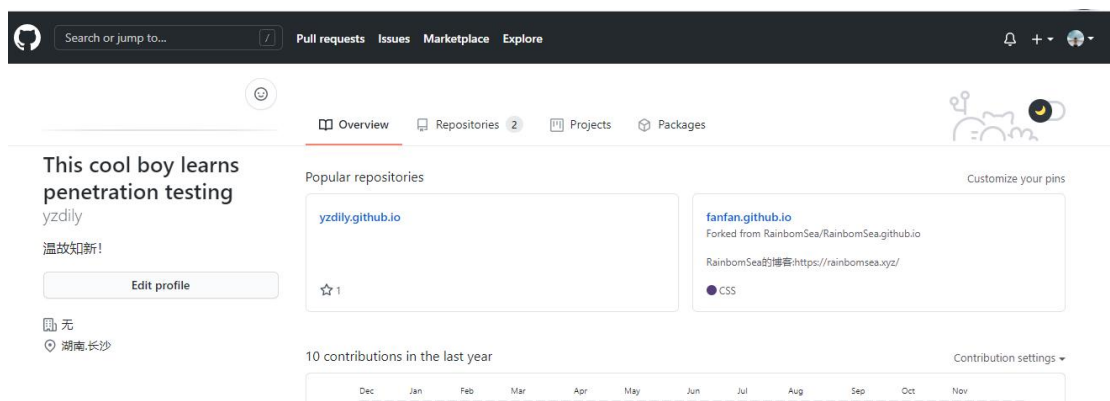 Search or jump to... /
Pull requests Issues Marketplace Explore
Overview Repositories 2 Projects Packages
This cool boy learns
penetration testing
yzdily
温故知新!
Edit profile
无
湖南.长沙
Popular repositories Customize your pins
yzdily.github.io
1
fanfan.github.io
Forked from RainbomSea/RainbomSea.github.io
RainbomSea的博客:https://rainbomsea.xyz/
CSS
10 contributions in the last year Contribution settings
Dec Jan Feb Mar Apr May Jun Jul Aug Sep Oct Nov